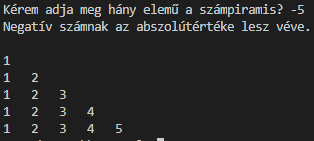 Kérem adja meg hány elemű a számpiramis? -5
Negatív számnak az abszolútértéke lesz véve.
1
1 2
1 2 3
1 2 3 4
1 2 3 4 5